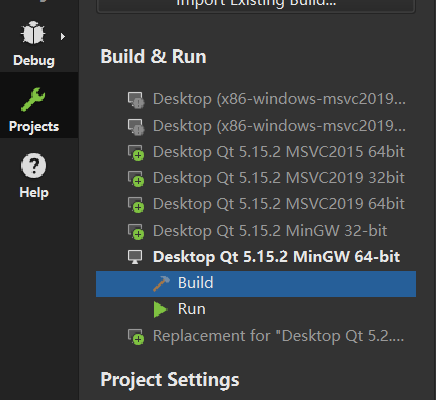 Import Existing Build...
Debug
Build & Run
Desktop (x86-windows-msvc2019...
Projects
Desktop (x86-windows-msvc2019...
Desktop Qt 5.15.2 MSVC2015 64bit
Desktop Qt 5.15.2 MSVC2019 32bit
Help
Desktop Qt 5.15.2 MSVC2019 64bit
Desktop Qt 5.15.2 MinGW 32-bit
Desktop Qt 5.15.2 MinGW 64-bit
Build
Run
Replacement for "Desktop Qt 5.2....
Project Settings